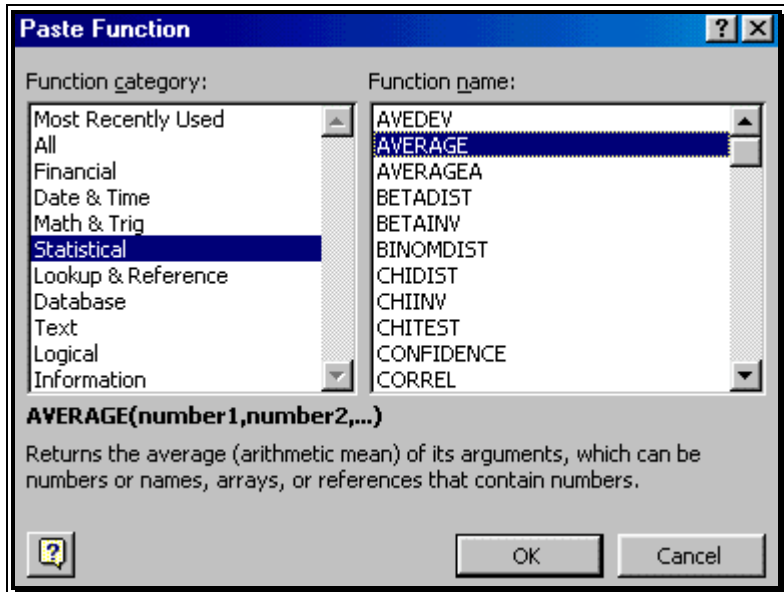 Paste Function
? X
Function category:
Most Recently Used
All
Financial
Date & Time
Math & Trig
Statistical
Lookup & Reference
Database
Text
Logical
Information
Function name:
AVEDEV
AVERAGE
AVERAGEA
BETADIST
BETAINV
BINOMDIST
CHIDIST
CHIINV
CHITEST
CONFIDENCE
CORREL
AVERAGE(number1,number2,...)
Returns the average (arithmetic mean) of its arguments, which can be
numbers or names, arrays, or references that contain numbers.
?
OK
Cancel